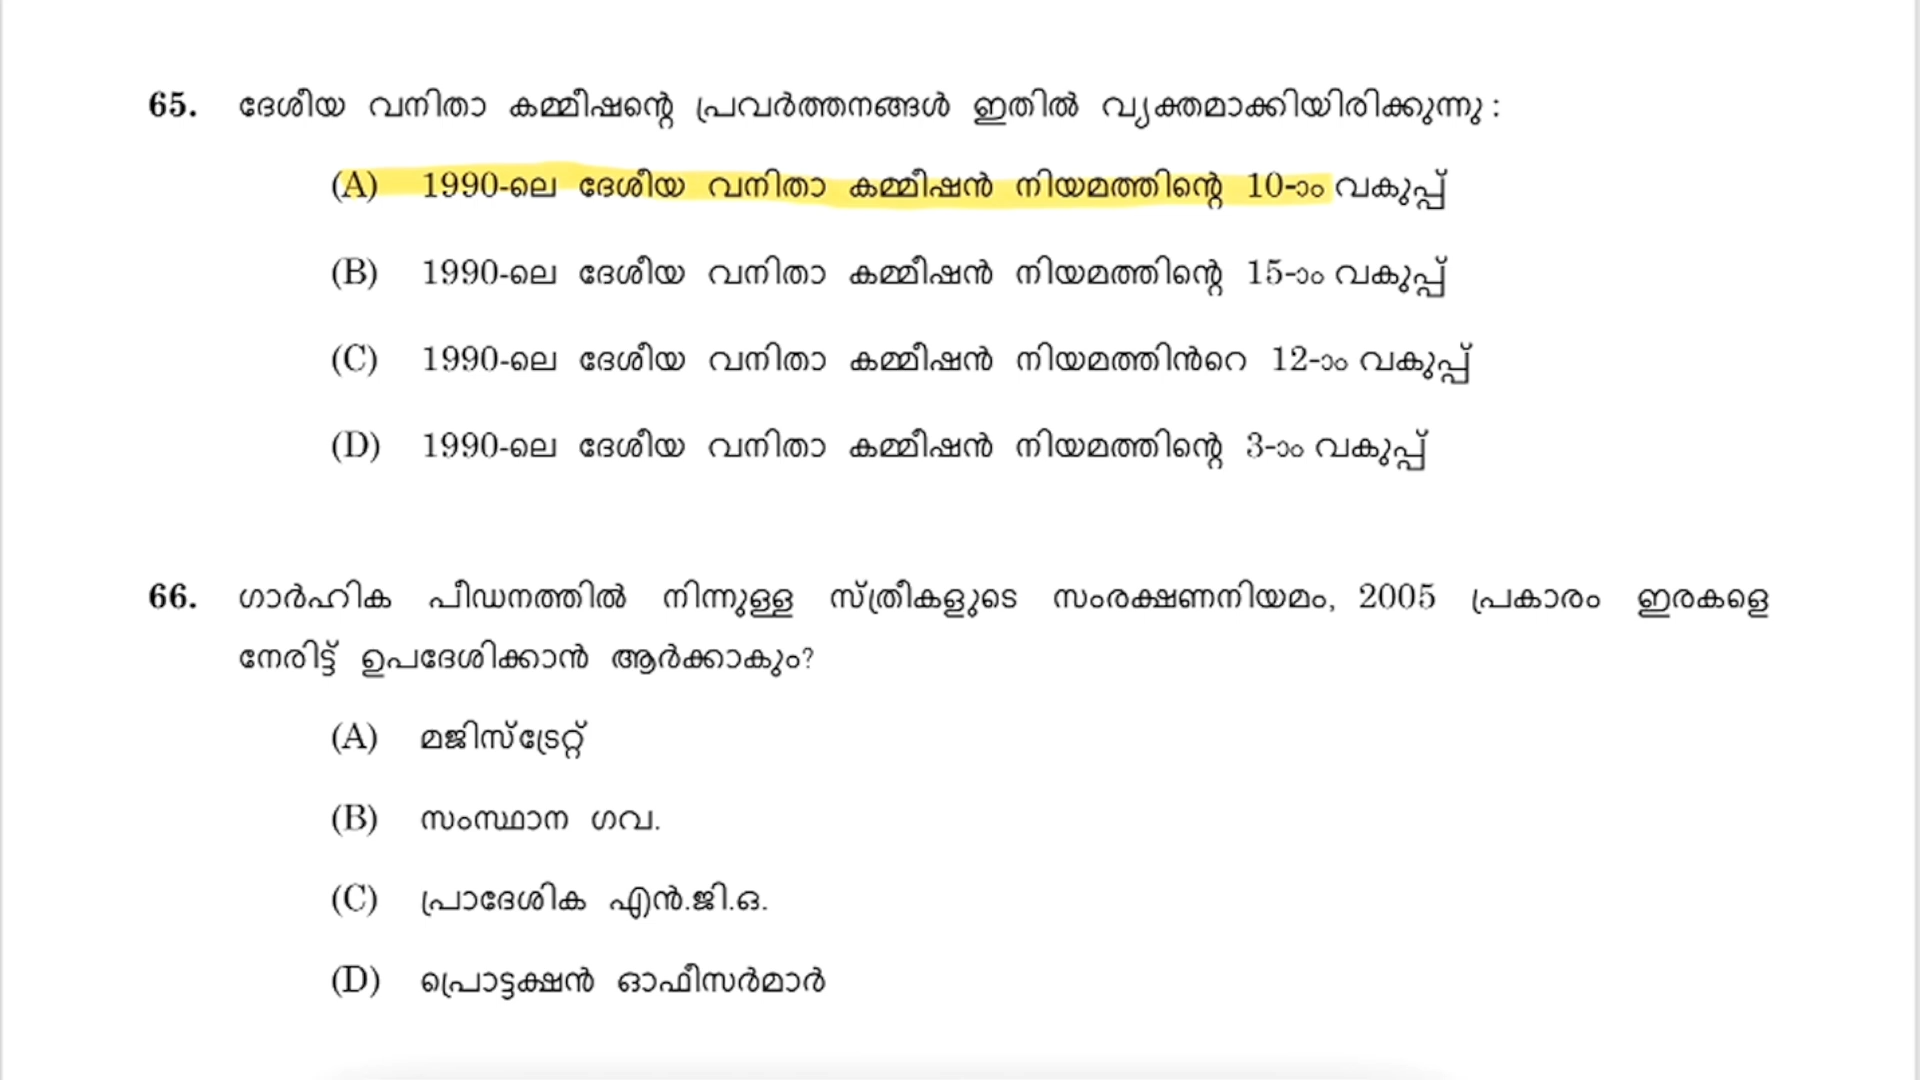 65. ദേശീയ വനിതാ കമ്മീഷന്റെ പ്രവർത്തനങ്ങൾ ഇതിൽ വ്യക്തമാക്കിയിരിക്കുന്നു :
(A) 1990-ലെ ദേശീയ വനിതാ കമ്മീഷൻ നിയമത്തിന്റെ 10-ാം വകുപ്പ്
(B) 1990-ലെ ദേശീയ വനിതാ കമ്മീഷൻ നിയമത്തിന്റെ 15-ാം വകുപ്പ്
(C) 1990-ലെ ദേശീയ വനിതാ കമ്മീഷൻ നിയമത്തിൻറെ 12-ാം വകുപ്പ്
(D) 1990-ലെ ദേശീയ വനിതാ കമ്മീഷൻ നിയമത്തിന്റെ 3-ാം വകുപ്പ്
66. ഗാർഹിക പീഡനത്തിൽ നിന്നുള്ള സ്ത്രീകളുടെ സംരക്ഷണനിയമം, 2005 പ്രകാരം ഇരകളെ
നേരിട്ട് ഉപദേശിക്കാൻ ആർക്കാകും?
(A) മജിസ്ട്രേറ്റ്
(B) സംസ്ഥാന ഗവ.
(C) പ്രാദേശിക എൻ.ജി.ഒ.
(D) പ്രൊട്ടക്ഷൻ ഓഫീസർമാർ